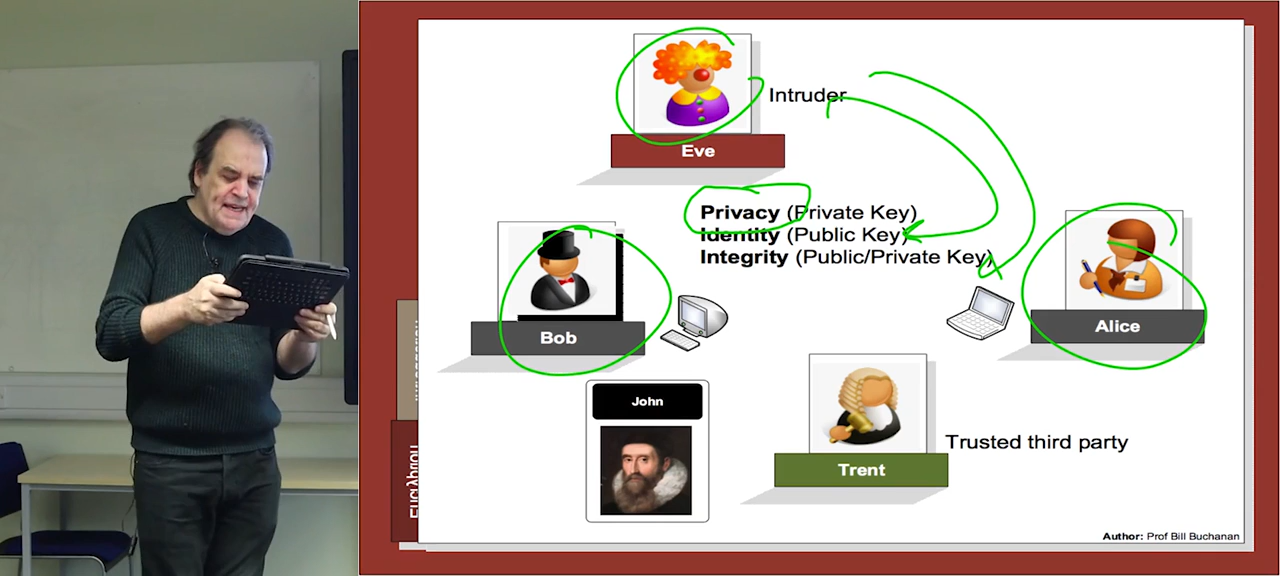 Intruder
Eve
Privacy (Private Key)
Identity (Public Key)
Integrity (Public/Private Key)
Bob
Alice
John
Trusted third party
Trent
Author: Prof Bill Buchanan